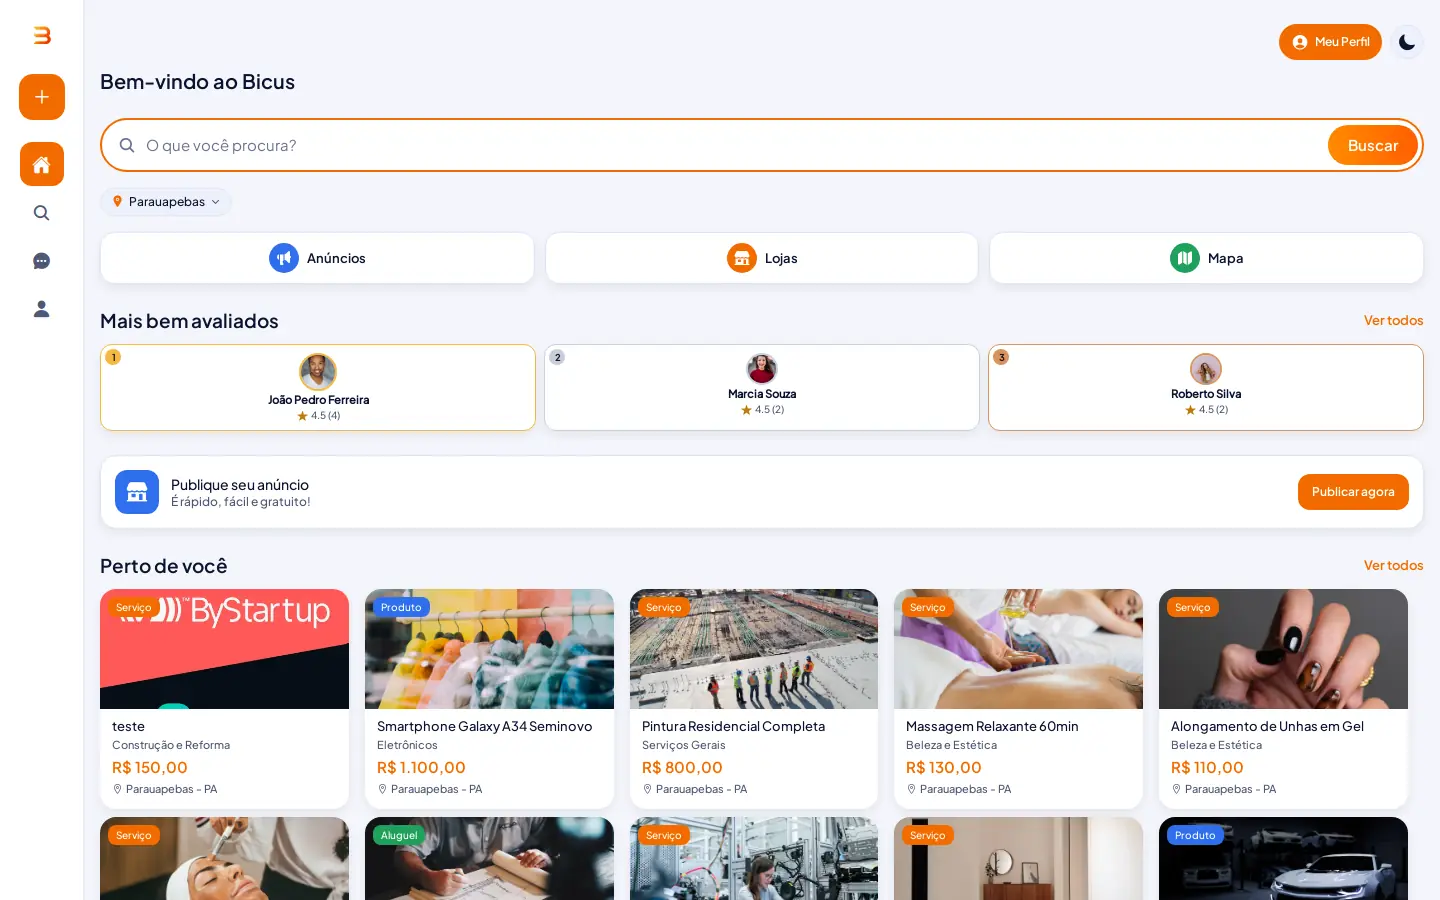 Meu Perfil
Bem-vindo ao Bicus
O que você procura?
Buscar
Parauapebas
Anúncios
Lojas
Mapa
Mais bem avaliados
Ver todos
1
João Pedro Ferreira
4.5 (4)
2
Marcia Souza
4.5 (2)
3
Roberto Silva
4.5 (2)
Publique seu anúncio
É rápido, fácil e gratuito!
Publicar agora
Perto de você
Ver todos
Serviço
ByStartup
teste
Construção e Reforma
R$ 150,00
Parauapebas - PA
Produto
Smartphone Galaxy A34 Seminovo
Eletrônicos
R$ 1.100,00
Parauapebas - PA
Serviço
Pintura Residencial Completa
Serviços Gerais
R$ 800,00
Parauapebas - PA
Serviço
Massagem Relaxante 60min
Beleza e Estética
R$ 130,00
Parauapebas - PA
Serviço
Alongamento de Unhas em Gel
Beleza e Estética
R$ 110,00
Parauapebas - PA
Serviço
Aluguel
Serviço
Serviço
Produto